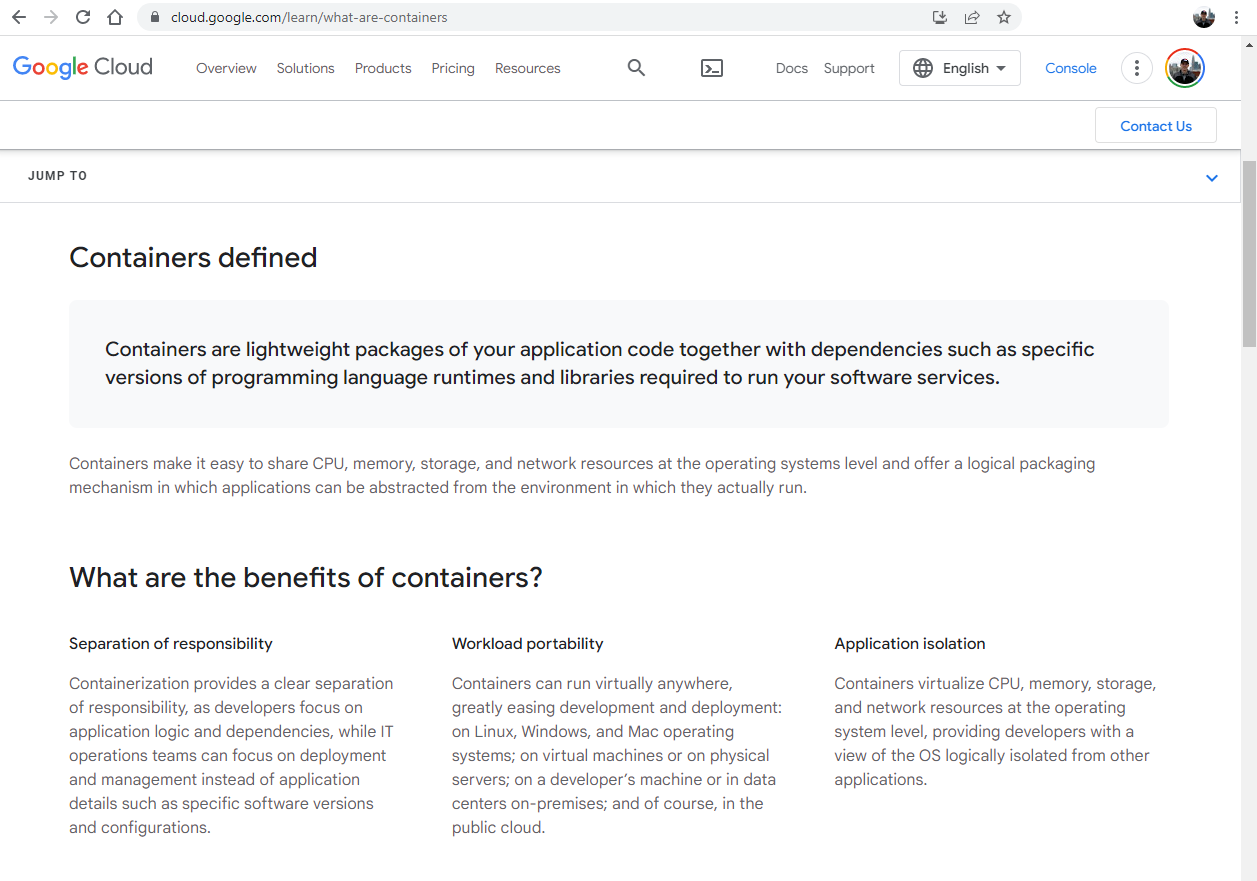 cloud.google.com/learn/what-are-containers
Google Cloud
Overview
Solutions
Products
Pricing
Resources
Docs
Support
English
Console
Contact Us
JUMP TO
Containers defined
Containers are lightweight packages of your application code together with dependencies such as specific
versions of programming language runtimes and libraries required to run your software services.
Containers make it easy to share CPU, memory, storage, and network resources at the operating systems level and offer a logical packaging
mechanism in which applications can be abstracted from the environment in which they actually run.
What are the benefits of containers?
Separation of responsibility
Containerization provides a clear separation
of responsibility, as developers focus on
application logic and dependencies, while IT
operations teams can focus on deployment
and management instead of application
details such as specific software versions
and configurations.
Workload portability
Containers can run virtually anywhere,
greatly easing development and deployment:
on Linux, Windows, and Mac operating
systems; on virtual machines or on physical
servers; on a developer’s machine or in data
centers on-premises; and of course, in the
public cloud.
Application isolation
Containers virtualize CPU, memory, storage,
and network resources at the operating
system level, providing developers with a
view of the OS logically isolated from other
applications.